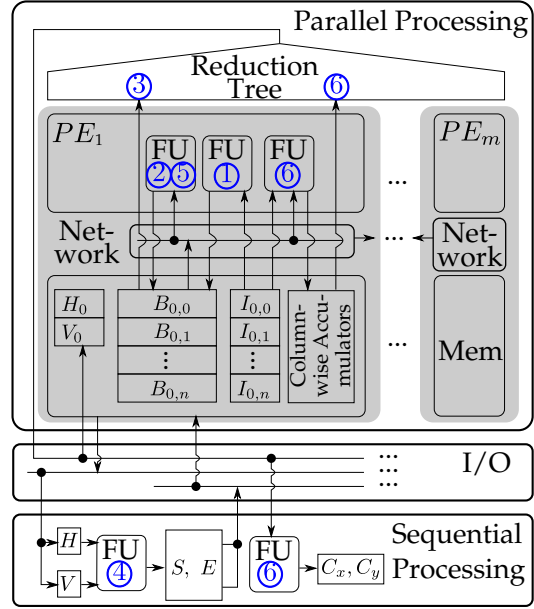 Parallel Processing
Reduction
Tree
③ ⑥
PE₁ FU FU FU PEₘ
② ⑤ ① ⑥
...
Net-
work
...
Net-
work
H₀ B₀,₀ I₀,₀
V₀ B₀,₁ I₀,₁
⋮ ⋮
B₀,ₙ I₀,ₙ
Column-
wise Accu-
mulators
...
Mem
I/O
...
...
...
Sequential
Processing
H FU
④
V
S, E
FU
⑥
Cₓ, C_y